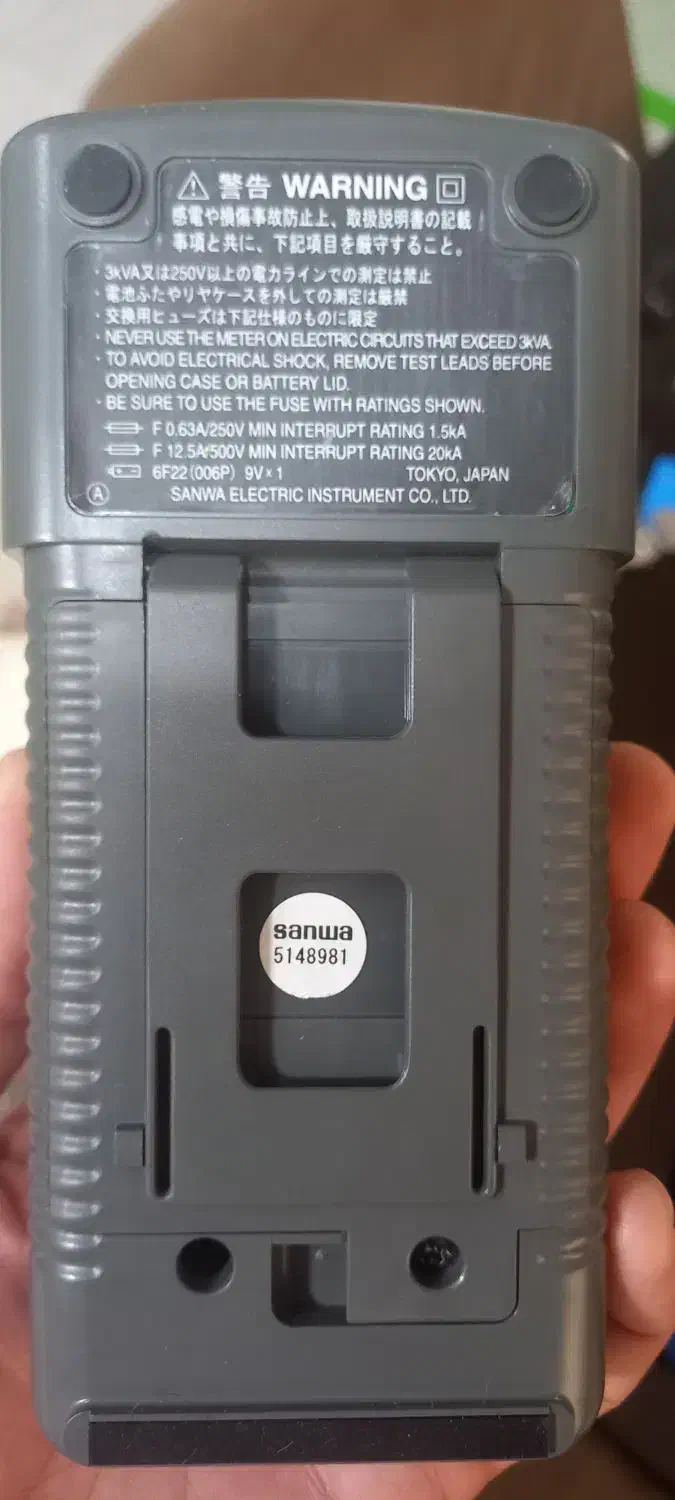 警告 WARNING
感電や損傷事故防止上、取扱説明書の記載
事項と共に、下記項目を厳守すること。
・3kVA又は250V以上の電力ラインでの測定は禁止
・電池ふたやリヤケースを外しての測定は厳禁
・交換用ヒューズは下記仕様のものに限定
・NEVER USE THE METER ON ELECTRIC CIRCUITS THAT EXCEED 3kVA.
・TO AVOID ELECTRICAL SHOCK, REMOVE TEST LEADS BEFORE
OPENING CASE OR BATTERY LID.
・BE SURE TO USE THE FUSE WITH RATINGS SHOWN.
F 0.63A/250V MIN INTERRUPT RATING 1.5kA
F 12.5A/500V MIN INTERRUPT RATING 20kA
6F22 (006P) 9V×1 TOKYO, JAPAN
Ⓐ SANWA ELECTRIC INSTRUMENT CO., LTD.
sanwa
5148981